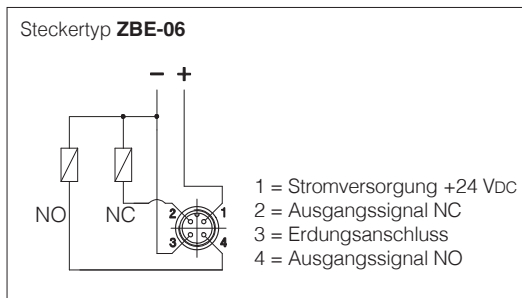 Steckertyp ZBE-06
− +
NO NC
2 1
3 4
1 = Stromversorgung +24 VDC
2 = Ausgangssignal NC
3 = Erdungsanschluss
4 = Ausgangssignal NO